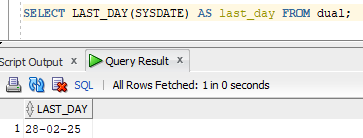 SELECT LAST_DAY(SYSDATE) AS last_day FROM dual;
Script Output x Query Result x
SQL | All Rows Fetched: 1 in 0 seconds
LAST_DAY
1 28-02-25